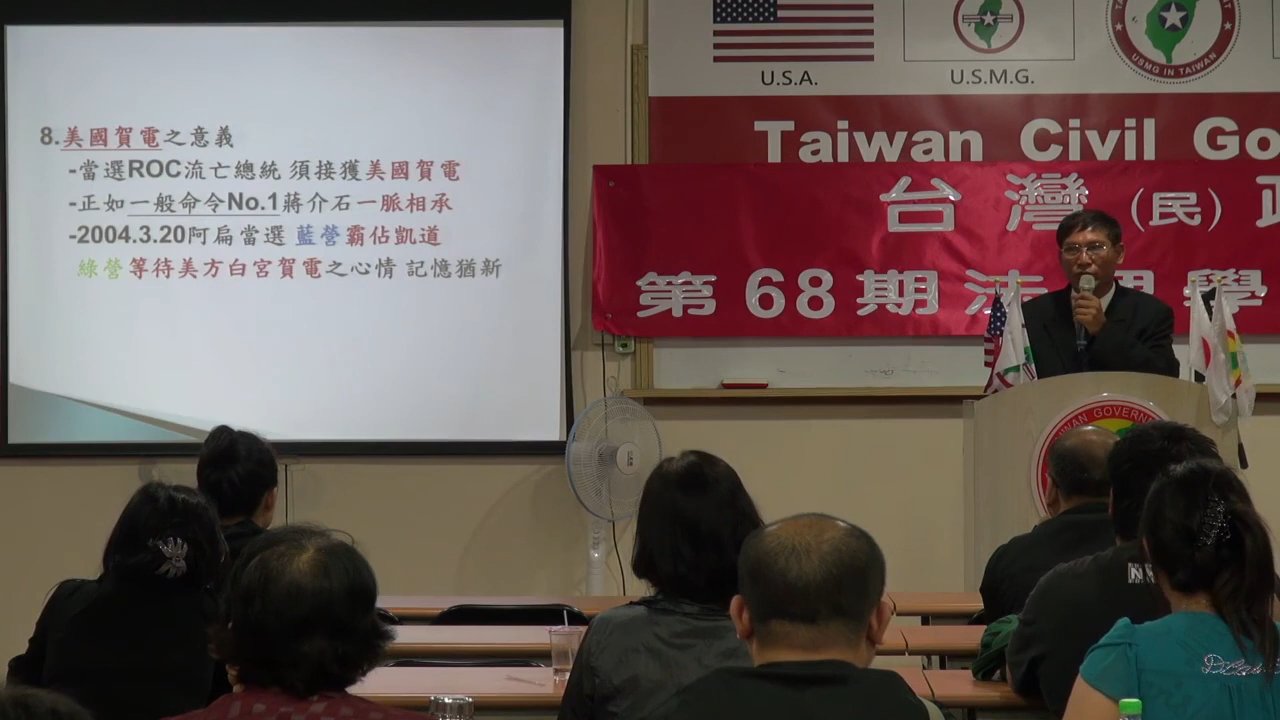 8.美國賀電之意義
-當選ROC流亡總統 須接獲美國賀電
-正如一般命令No.1蔣介石一脈相承
-2004.3.20阿扁當選 藍營霸佔凱道
綠營等待美方白宮賀電之心情 記憶猶新
U.S.A.
U.S.M.G.
USMG IN TAIWAN
Taiwan Civil Go
台灣(民)政
第68期法理學